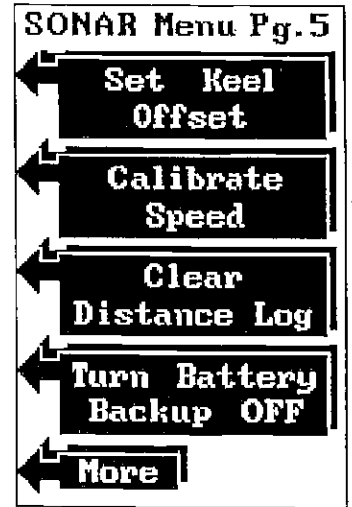 SONAR Menu Pg.5
Set Keel
Offset
Calibrate
Speed
Clear
Distance Log
Turn Battery
Backup OFF
More